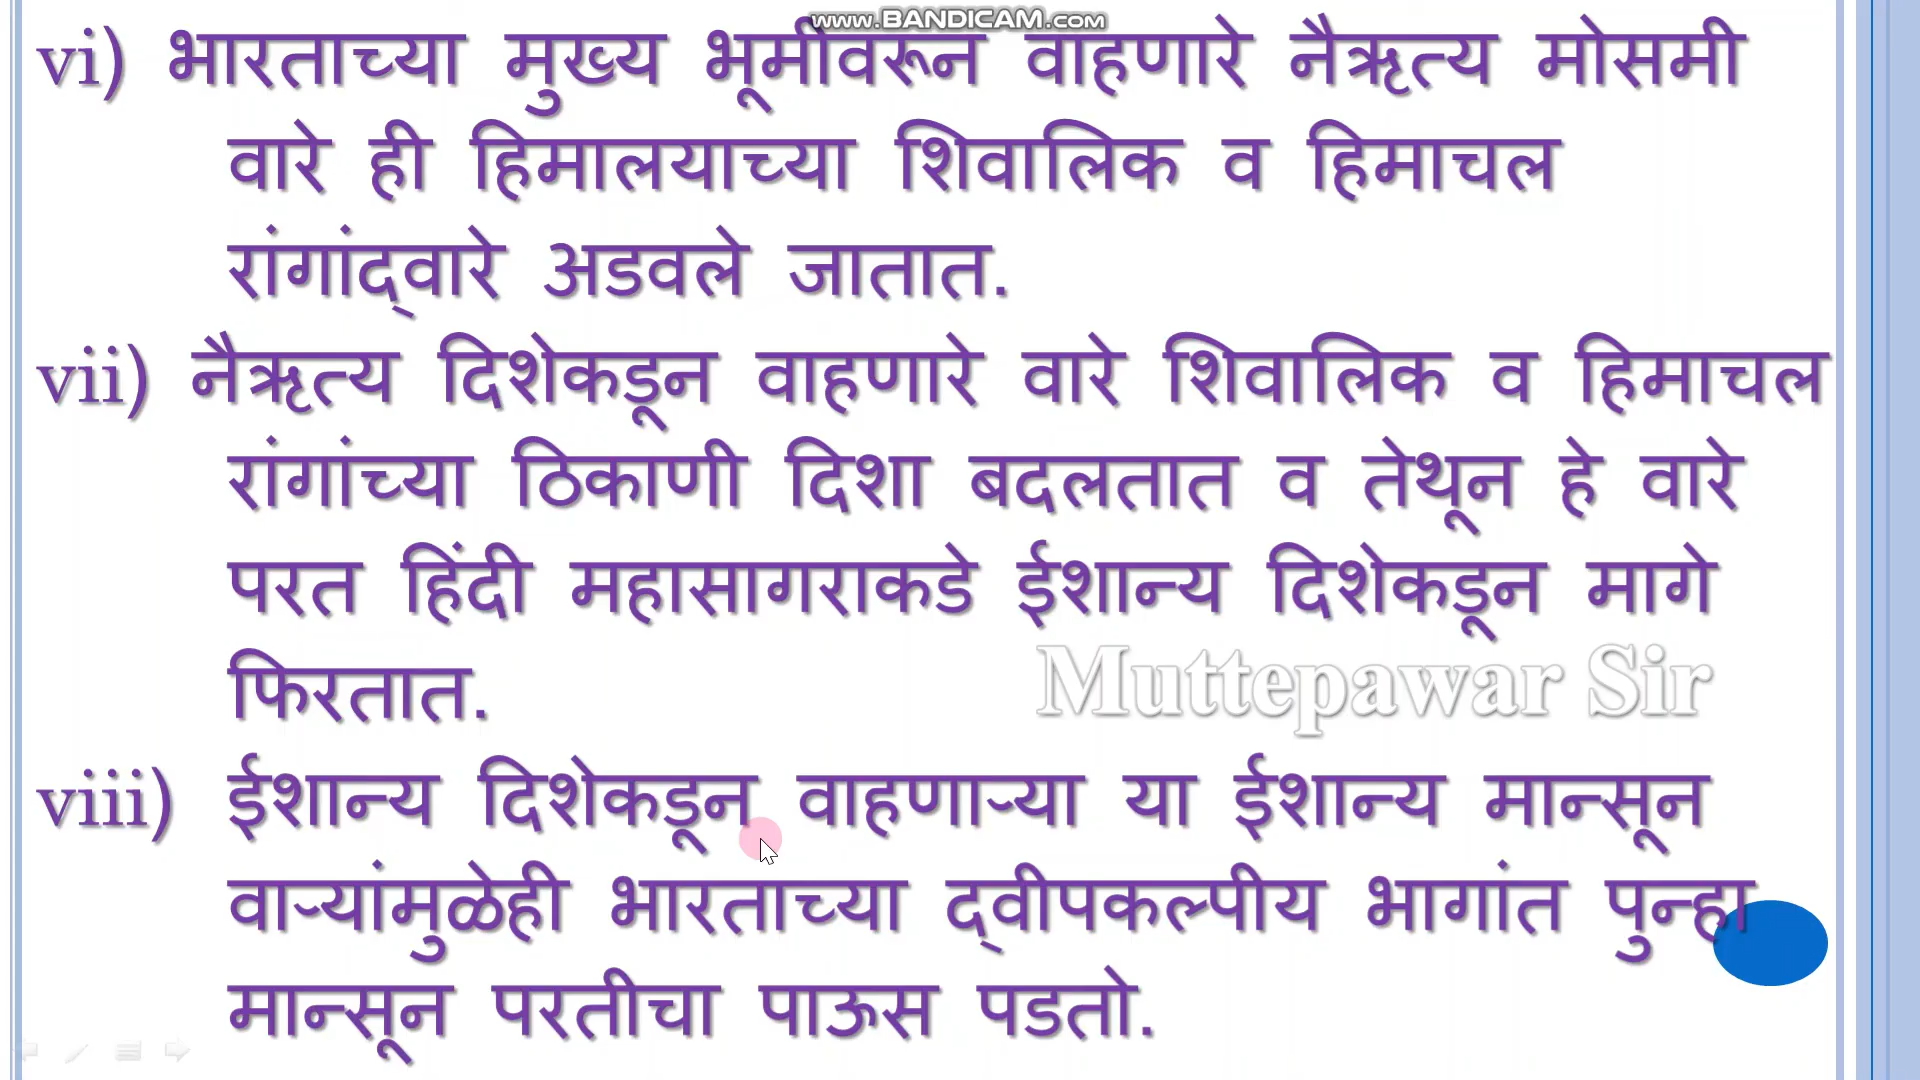 www.BANDICAM.com
vi) भारताच्या मुख्य भूमीवरून वाहणारे नैऋत्य मोसमी
वारे ही हिमालयाच्या शिवालिक व हिमाचल
रांगांद्‌वारे अडवले जातात.
vii) नैऋत्य दिशेकडून वाहणारे वारे शिवालिक व हिमाचल
रांगांच्या ठिकाणी दिशा बदलतात व तेथून हे वारे
परत हिंदी महासागराकडे ईशान्य दिशेकडून मागे
फिरतात.
Muttepawar Sir
viii) ईशान्य दिशेकडून वाहणाऱ्या या ईशान्य मान्सून
वाऱ्यांमुळेही भारताच्या द्‌वीपकल्पीय भागांत पुन्हा
मान्सून परतीचा पाऊस पडतो.